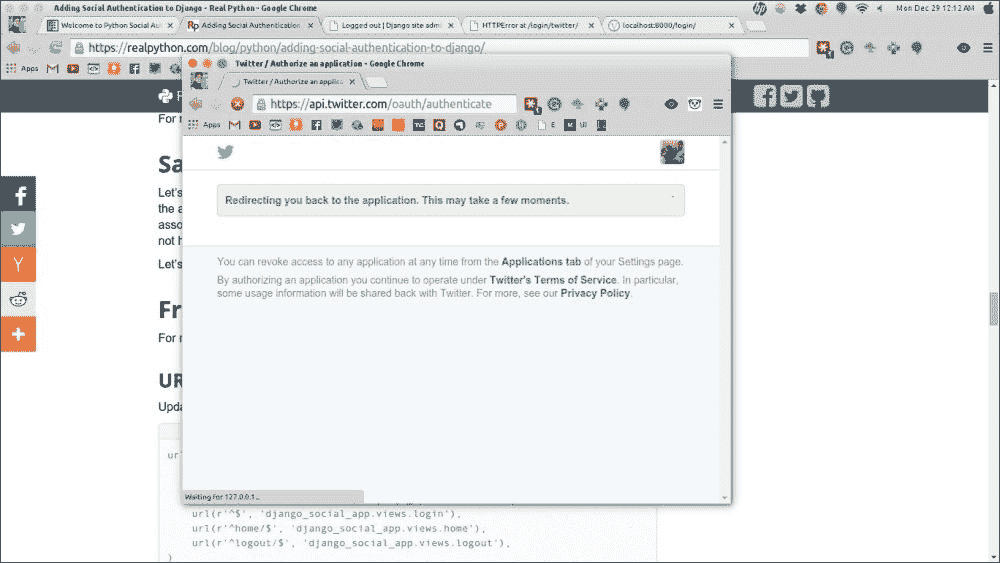 Adding Social Authentication to Django - Real Python - Google Chrome
Mon Dec 29 12:12 AM
Welcome to Python Social Au
Adding Social Authentication
Logged out | Django site adm
HTTPError at /login/twitter/
localhost:8000/login/
https://realpython.com/blog/python/adding-social-authentication-to-django/
Apps
Twitter / Authorize an application - Google Chrome
Twitter / Authorize an applic
https://api.twitter.com/oauth/authenticate
Apps
E
UI
Redirecting you back to the application. This may take a few moments.
You can revoke access to any application at any time from the Applications tab of your Settings page.
By authorizing an application you continue to operate under Twitter's Terms of Service. In particular,
some usage information will be shared back with Twitter. For more, see our Privacy Policy.
Waiting for 127.0.0.1...
For
Sa
Let's
the a
asso
not h
Let's
Fr
For
UR
Upda
ur
url(r'^$', 'django_social_app.views.login'),
url(r'^home/$', 'django_social_app.views.home'),
url(r'^logout/$', 'django_social_app.views.logout'),
)